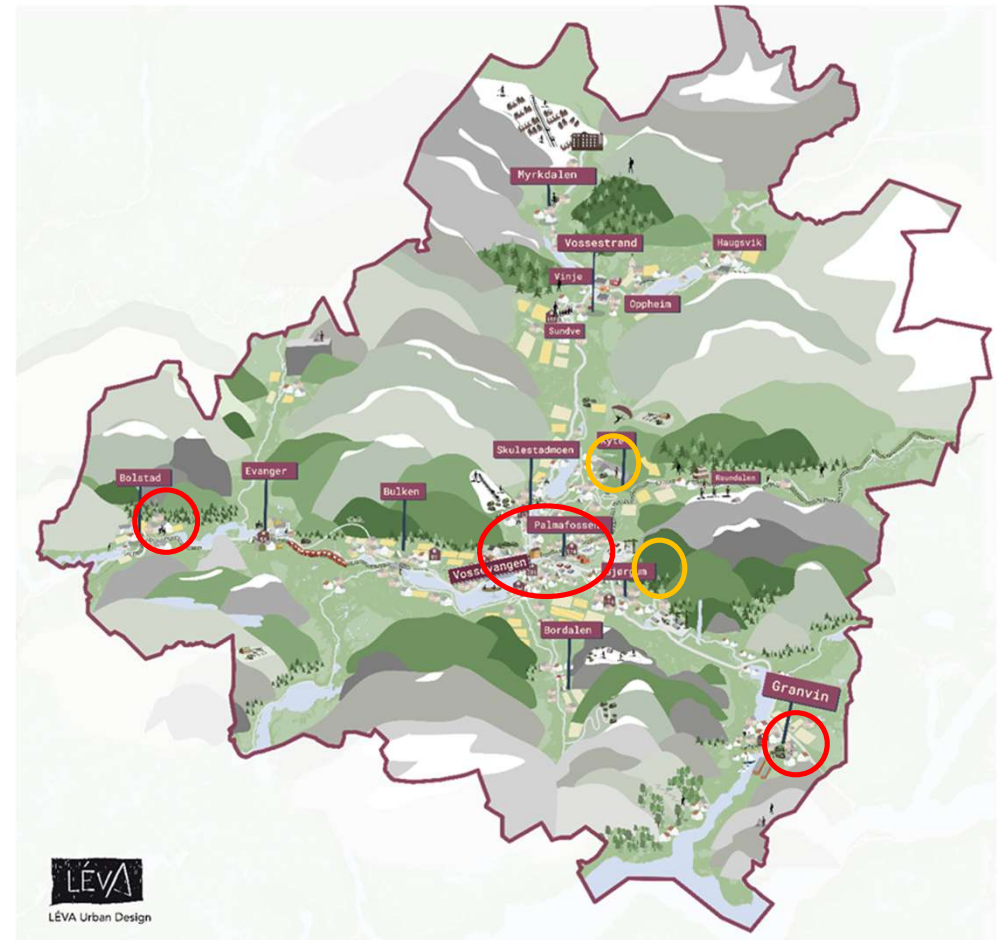 Myrkdalen
Vossestrand
Haugsvik
Vinje
Oppheim
Sundve
Skulestadmoen
Bolstad
Evanger
Bulken
Raundalen
Palmafossen
Vossevangen
Bordalen
Granvin
LÉVA
LÉVA Urban Design